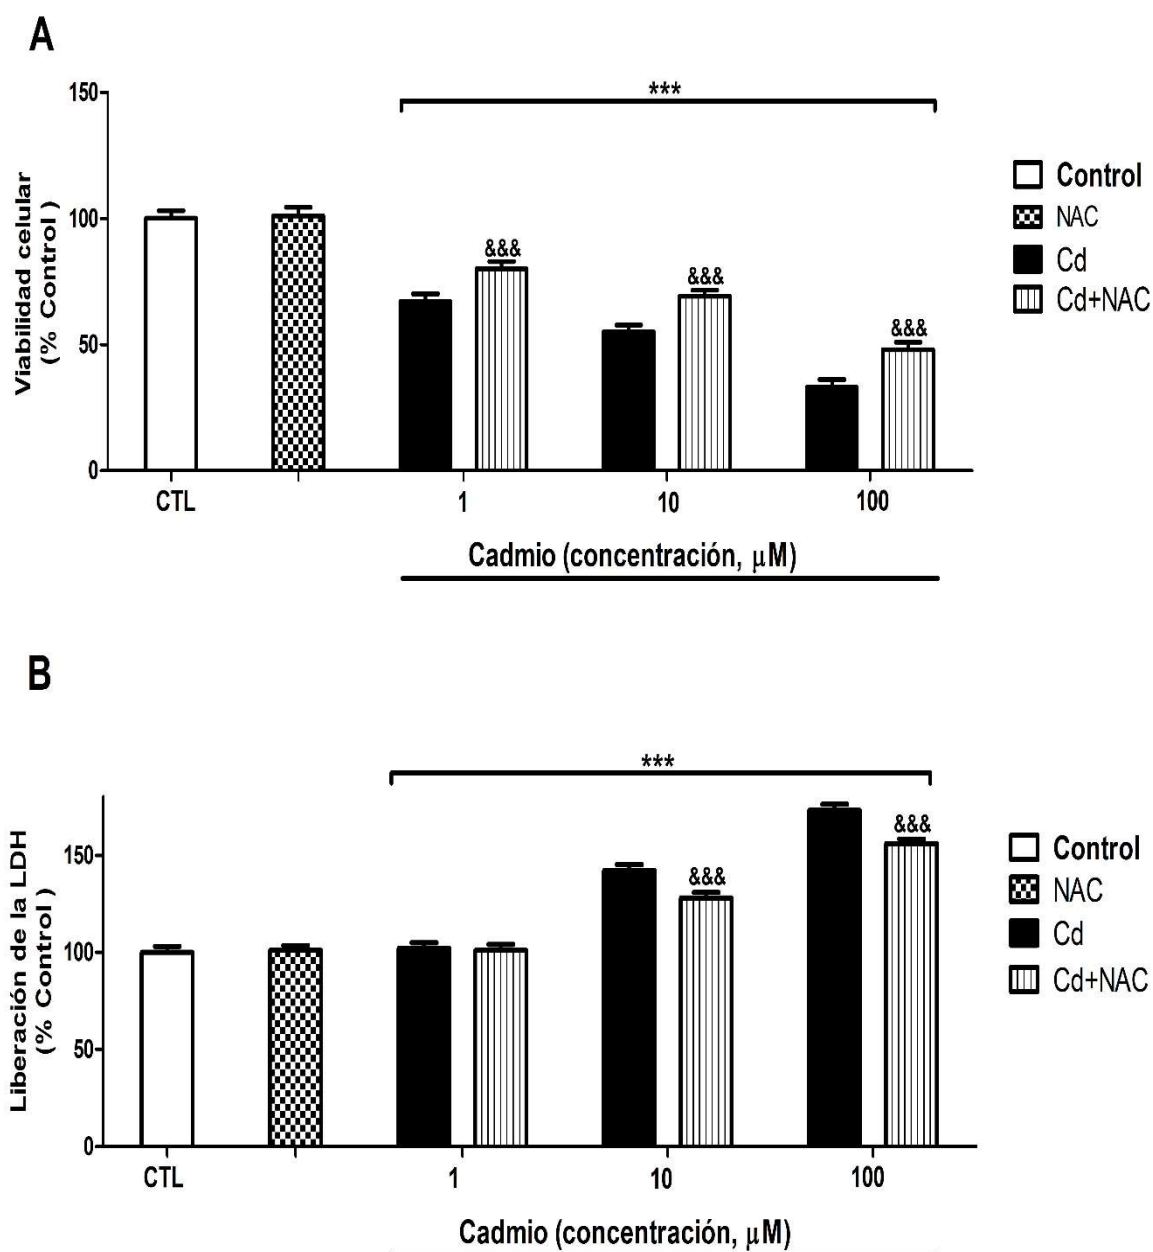 A
150
100
50
0
Viabilidad celular
(% Control )
***
&&&
&&&
&&&
CTL
1
10
100
Cadmio (concentración, μM)
Control
NAC
Cd
Cd+NAC
B
150
100
50
0
Liberación de la LDH
(% Control )
***
&&&
&&&
CTL
1
10
100
Cadmio (concentración, μM)
Control
NAC
Cd
Cd+NAC